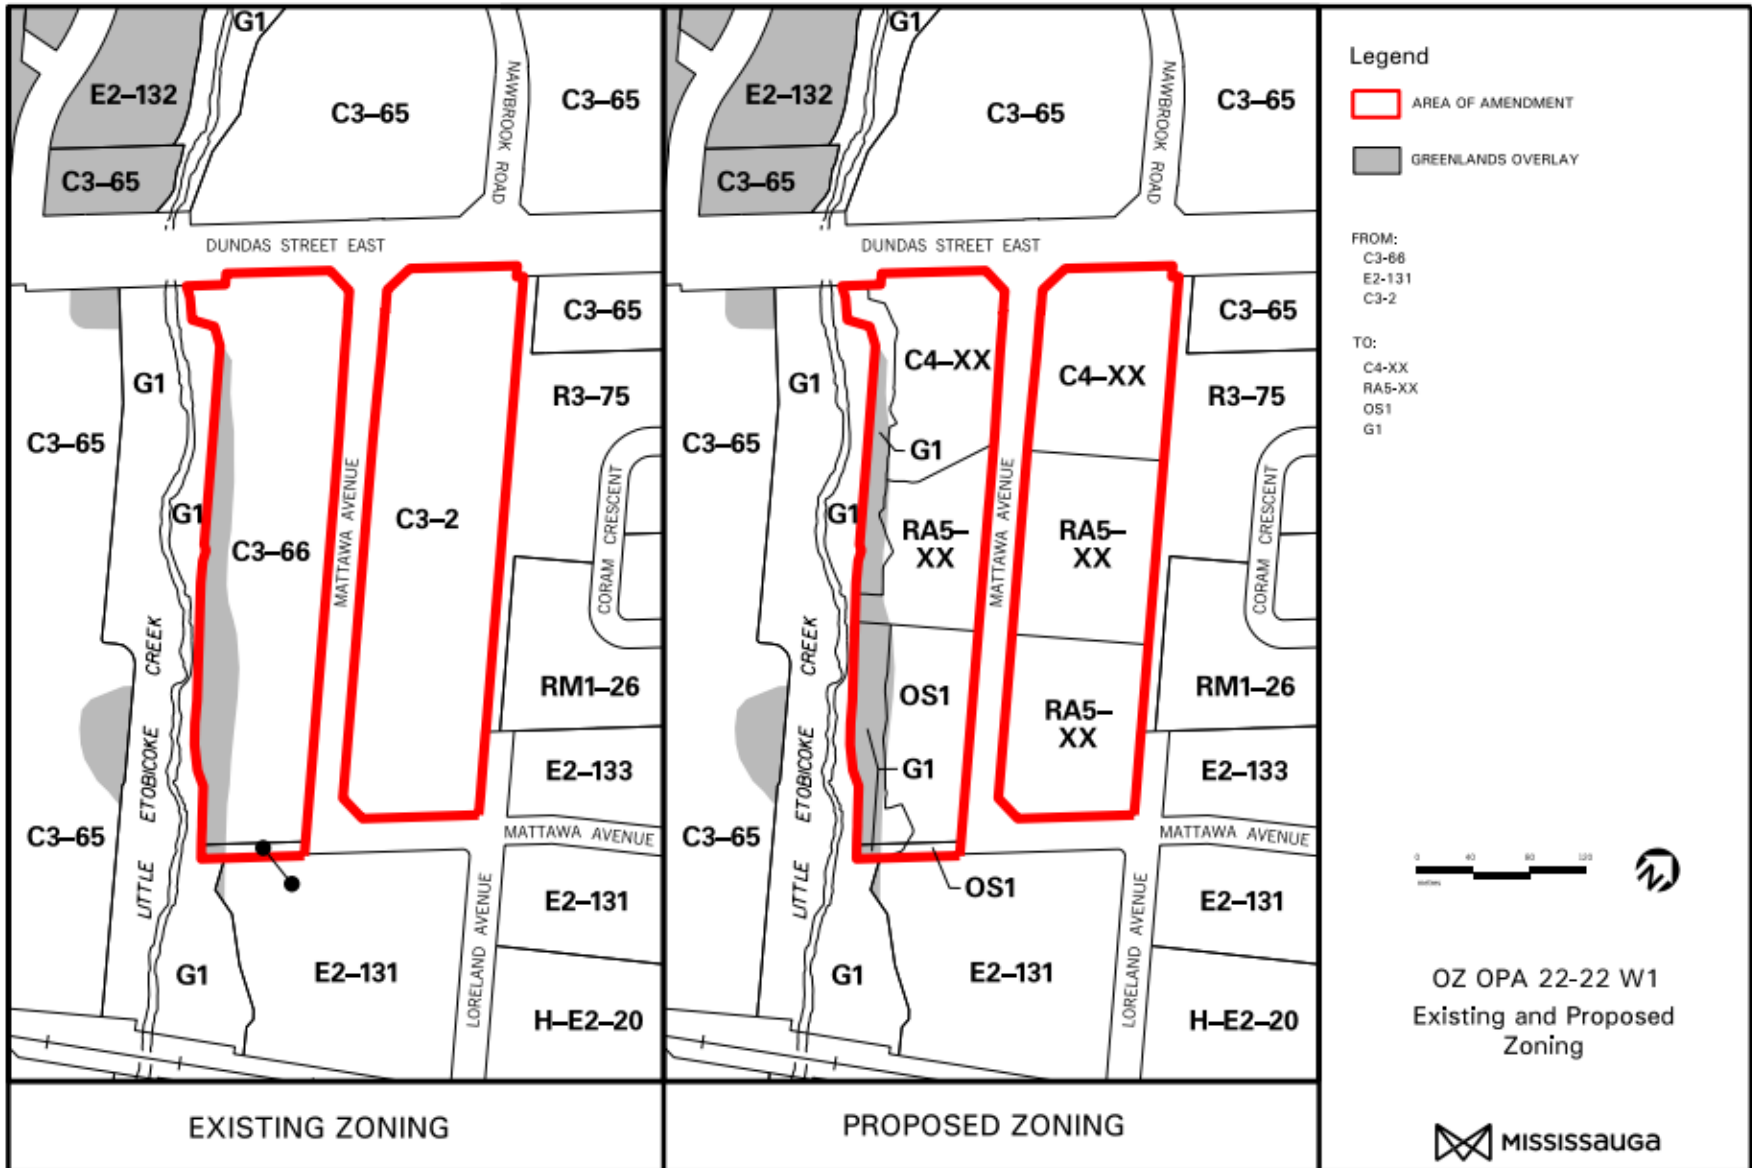 G1
E2–132
C3–65
C3–65
C3–65
NAWBROOK ROAD
DUNDAS STREET EAST
C3–65
G1
R3–75
C3–65
G1
C3–66
MATTAWA AVENUE
C3–2
CORAM CRESCENT
LITTLE ETOBICOKE CREEK
RM1–26
E2–133
C3–65
MATTAWA AVENUE
E2–131
G1
E2–131
LORELAND AVENUE
H–E2–20
EXISTING ZONING
G1
E2–132
C3–65
C3–65
C3–65
NAWBROOK ROAD
DUNDAS STREET EAST
C3–65
G1
C4–XX
C4–XX
R3–75
C3–65
G1
G1
RA5–
XX
MATTAWA AVENUE
RA5–
XX
CORAM CRESCENT
LITTLE ETOBICOKE CREEK
OS1
RA5–
XX
RM1–26
G1
E2–133
C3–65
MATTAWA AVENUE
OS1
E2–131
G1
E2–131
LORELAND AVENUE
H–E2–20
PROPOSED ZONING
Legend
AREA OF AMENDMENT
GREENLANDS OVERLAY
FROM:
C3-66
E2-131
C3-2
TO:
C4-XX
RA5-XX
OS1
G1
0 40 80 120
metres
N
OZ OPA 22-22 W1
Existing and Proposed
Zoning
MISSISSAUGA